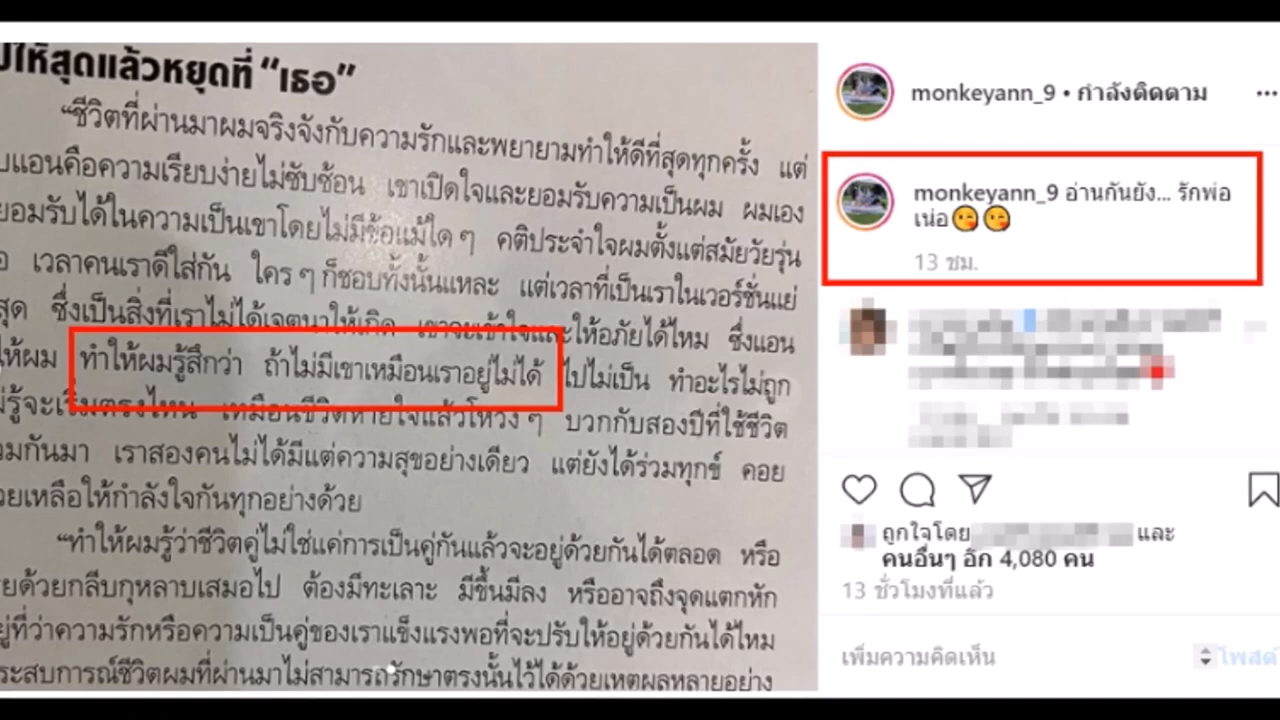 ปให้สุดแล้วหยุดที่ “เธอ”
“ชีวิตที่ผ่านมาผมจริงจังกับความรักและพยายามทำให้ดีที่สุดทุกครั้ง แต่
บแอนคือความเรียบง่ายไม่ซับซ้อน เขาเปิดใจและยอมรับความเป็นผม ผมเอง
ยอมรับได้ในความเป็นเขาโดยไม่มีข้อแม้ใด ๆ คติประจำใจผมตั้งแต่สมัยวัยรุ่น
อ เวลาคนเราดีใส่กัน ใคร ๆ ก็ชอบทั้งนั้นแหละ แต่เวลาที่เป็นเราในเวอร์ชั่นแย่
สุด ซึ่งเป็นสิ่งที่เราไม่ได้เจตนาให้เกิด เขาจะเข้าใจและให้อภัยได้ไหม ซึ่งแอน
ให้ผม ทำให้ผมรู้สึกว่า ถ้าไม่มีเขาเหมือนเราอยู่ไม่ได้ ไปไม่เป็น ทำอะไรไม่ถูก
ม่รู้จะเริ่มตรงไหน เหมือนชีวิตหายใจแล้วโหวง ๆ บวกกับสองปีที่ใช้ชีวิต
วมกันมา เราสองคนไม่ได้มีแต่ความสุขอย่างเดียว แต่ยังได้ร่วมทุกข์ คอย
วยเหลือให้กำลังใจกันทุกอย่างด้วย
“ทำให้ผมรู้ว่าชีวิตคู่ไม่ใช่แค่การเป็นคู่กันแล้วจะอยู่ด้วยกันได้ตลอด หรือ
ยด้วยกลีบกุหลาบเสมอไป ต้องมีทะเลาะ มีขึ้นมีลง หรืออาจถึงจุดแตกหัก
ยู่ที่ว่าความรักหรือความเป็นคู่ของเราแข็งแรงพอที่จะปรับให้อยู่ด้วยกันได้ไหม
ระสบการณ์ชีวิตผมที่ผ่านมาไม่สามารถรักษาตรงนั้นไว้ได้ด้วยเหตุผลหลายอย่าง
monkeyann_9 • กำลังติดตาม
monkeyann_9 อ่านกันยัง... รักพ่อ
เน่อ😘😘
13 ชม.
ถูกใจโดย และ
คนอื่นๆ อีก 4,080 คน
13 ชั่วโมงที่แล้ว
เพิ่มความคิดเห็น
โพสต์